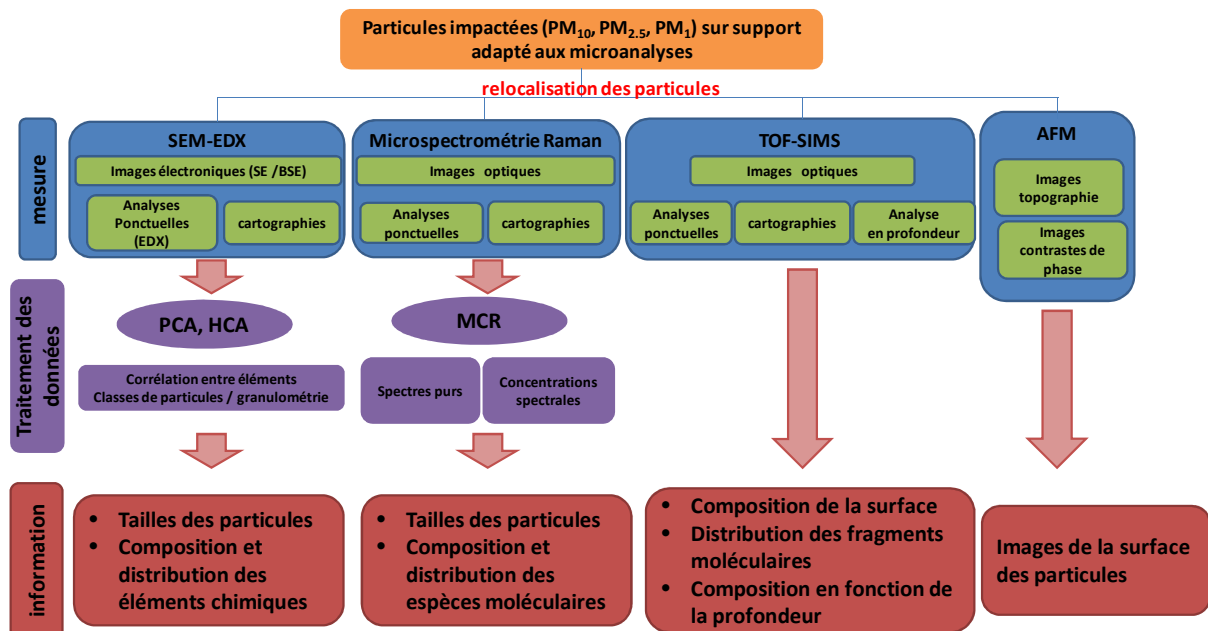 Particules impactées (PM10, PM2.5, PM1) sur support
adapté aux microanalyses
relocalisation des particules
mesure
SEM-EDX
Images électroniques (SE /BSE)
Analyses
Ponctuelles
(EDX)
cartographies
Microspectrométrie Raman
Images optiques
Analyses
ponctuelles
cartographies
TOF-SIMS
Images optiques
Analyses
ponctuelles
cartographies
Analyse
en profondeur
AFM
Images
topographie
Images
contrastes de
phase
Traitement des
données
PCA, HCA
Corrélation entre éléments
Classes de particules / granulométrie
MCR
Spectres purs
Concentrations
spectrales
information
• Tailles des particules
• Composition et
distribution des
éléments chimiques
• Tailles des particules
• Composition et
distribution des
espèces moléculaires
• Composition de la surface
• Distribution des fragments
moléculaires
• Composition en fonction de
la profondeur
Images de la surface
des particules